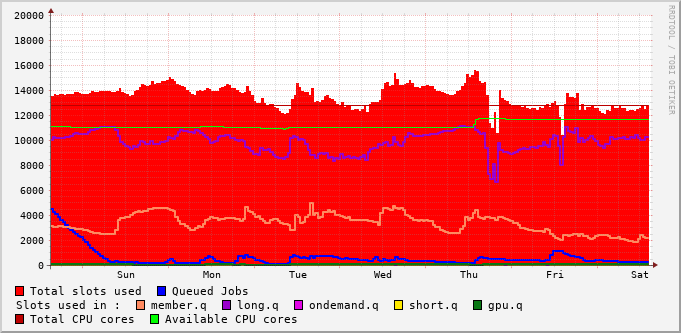 20000
18000
16000
14000
12000
10000
8000
6000
4000
2000
0
Sun Mon Tue Wed Thu Fri Sat
Total slots used Queued Jobs
Slots used in : member.q long.q ondemand.q short.q gpu.q
Total CPU cores Available CPU cores
RRDTOOL / TOBI OETIKER